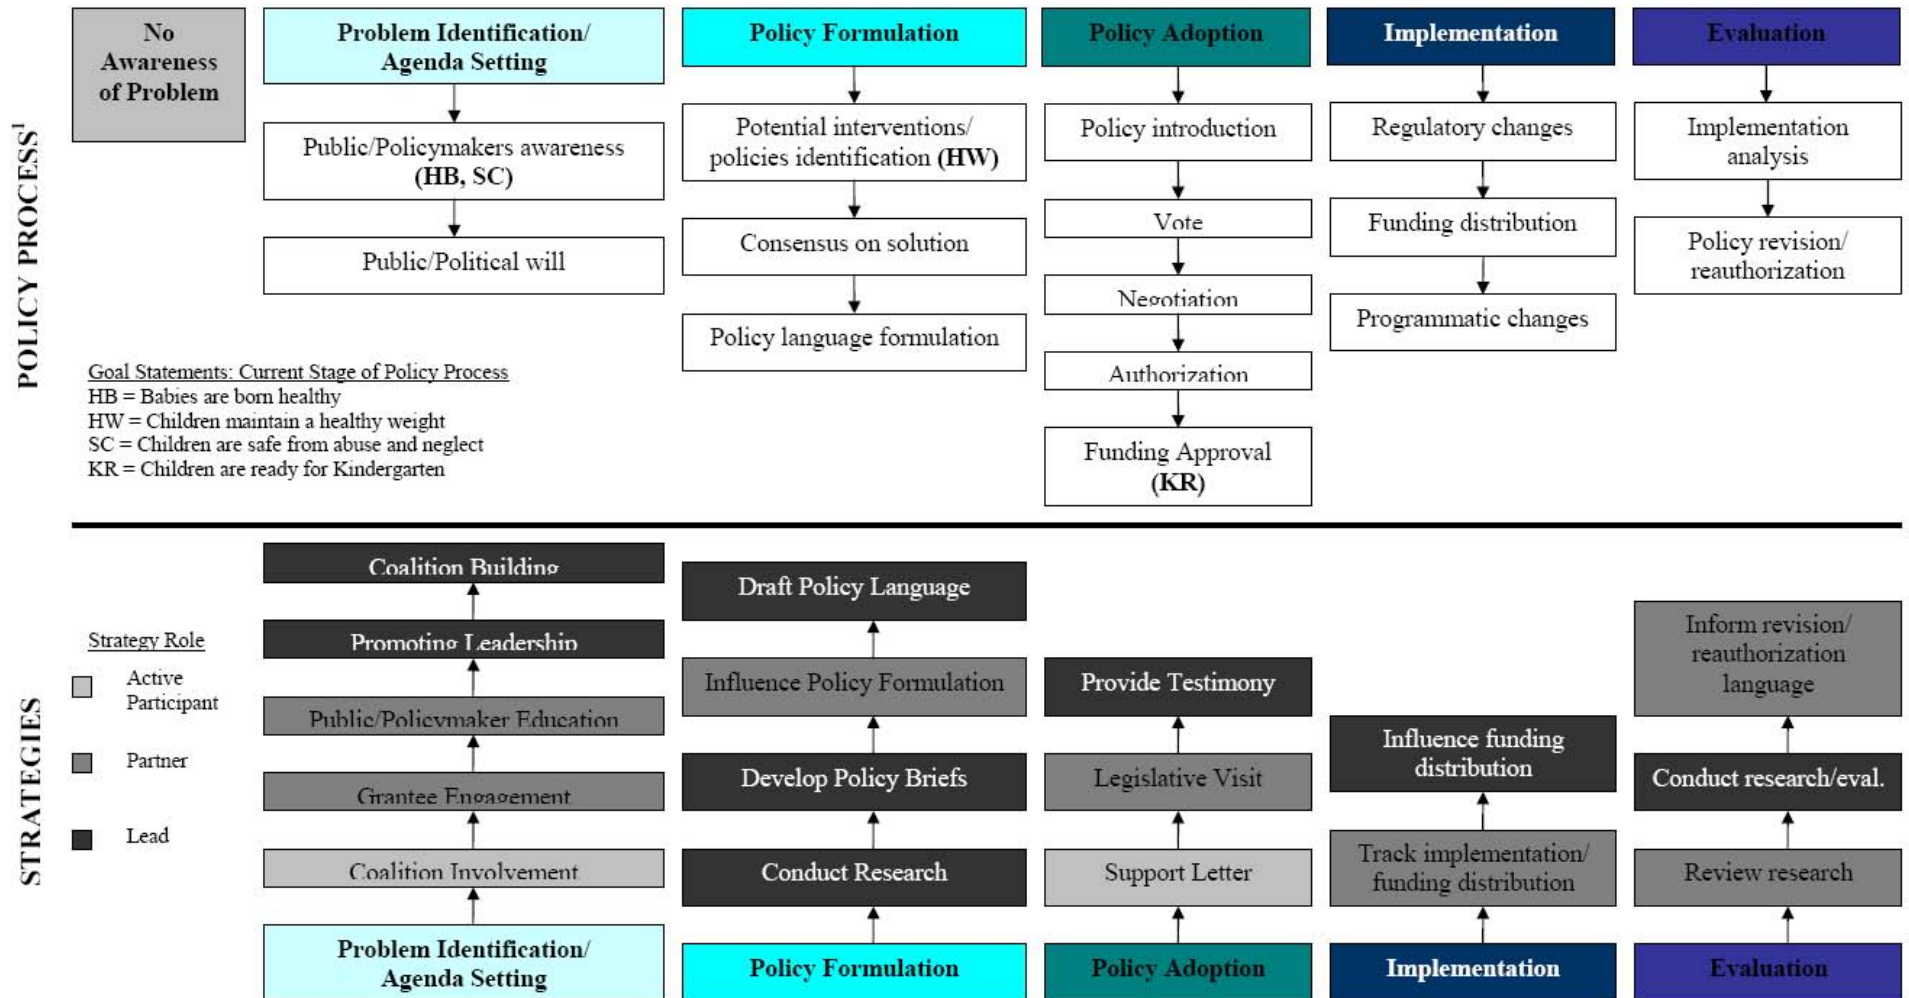 POLICY PROCESS1
No
Awareness
of Problem
Problem Identification/
Agenda Setting
Public/Policymakers awareness
(HB, SC)
Public/Political will
Policy Formulation
Potential interventions/
policies identification (HW)
Consensus on solution
Policy language formulation
Policy Adoption
Policy introduction
Vote
Negotiation
Authorization
Funding Approval
(KR)
Implementation
Regulatory changes
Funding distribution
Programmatic changes
Evaluation
Implementation
analysis
Policy revision/
reauthorization
Goal Statements: Current Stage of Policy Process
HB = Babies are born healthy
HW = Children maintain a healthy weight
SC = Children are safe from abuse and neglect
KR = Children are ready for Kindergarten
STRATEGIES
Strategy Role
Active
Participant
Partner
Lead
Coalition Building
Promoting Leadership
Public/Policymaker Education
Grantee Engagement
Coalition Involvement
Problem Identification/
Agenda Setting
Draft Policy Language
Influence Policy Formulation
Develop Policy Briefs
Conduct Research
Policy Formulation
Provide Testimony
Legislative Visit
Support Letter
Policy Adoption
Influence funding
distribution
Track implementation/
funding distribution
Implementation
Inform revision/
reauthorization
language
Conduct research/eval.
Review research
Evaluation